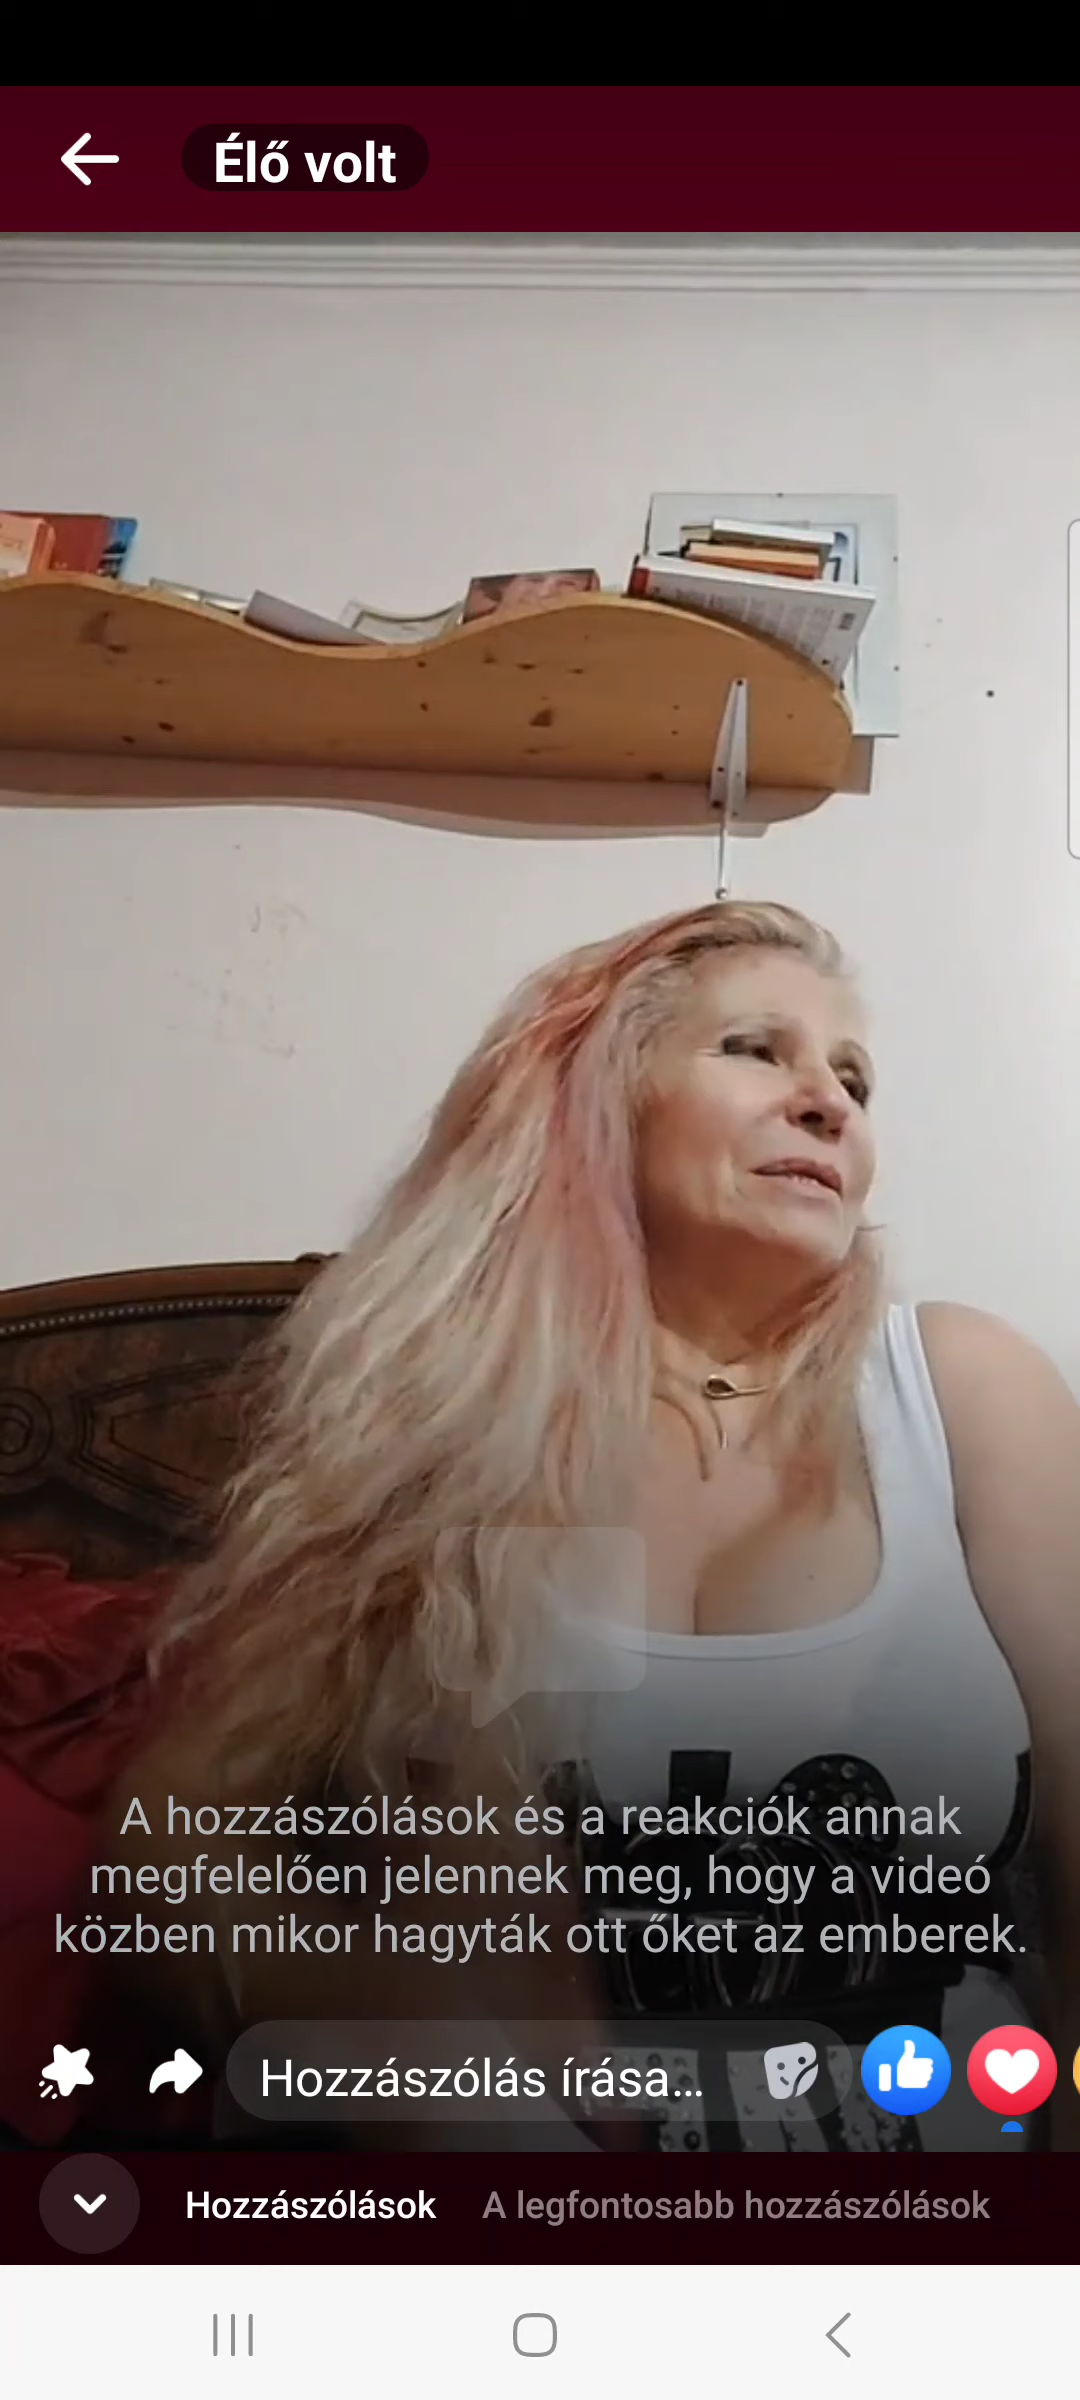 Élő volt
A hozzászólások és a reakciók annak
megfelelően jelennek meg, hogy a videó
közben mikor hagyták ott őket az emberek.
Hozzászólás írása...
Hozzászólások A legfontosabb hozzászólások